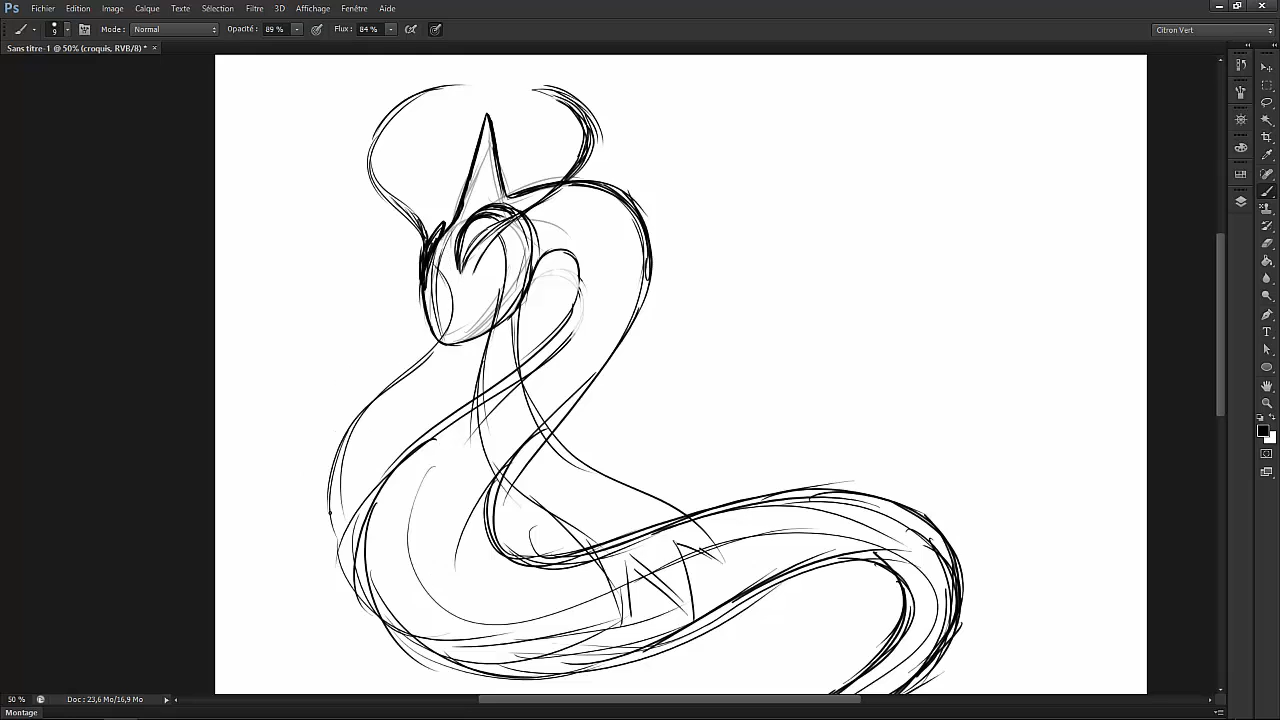 Ps Fichier Edition Image Calque Texte Sélection Filtre 3D Affichage Fenêtre Aide
9 Mode : Normal Opacité : 89 % Flux : 84 % Citron Vert
Sans titre-1 @ 50% (croquis, RVB/8) * ×
50 % Doc : 23,6 Mo/16,9 Mo
Montage